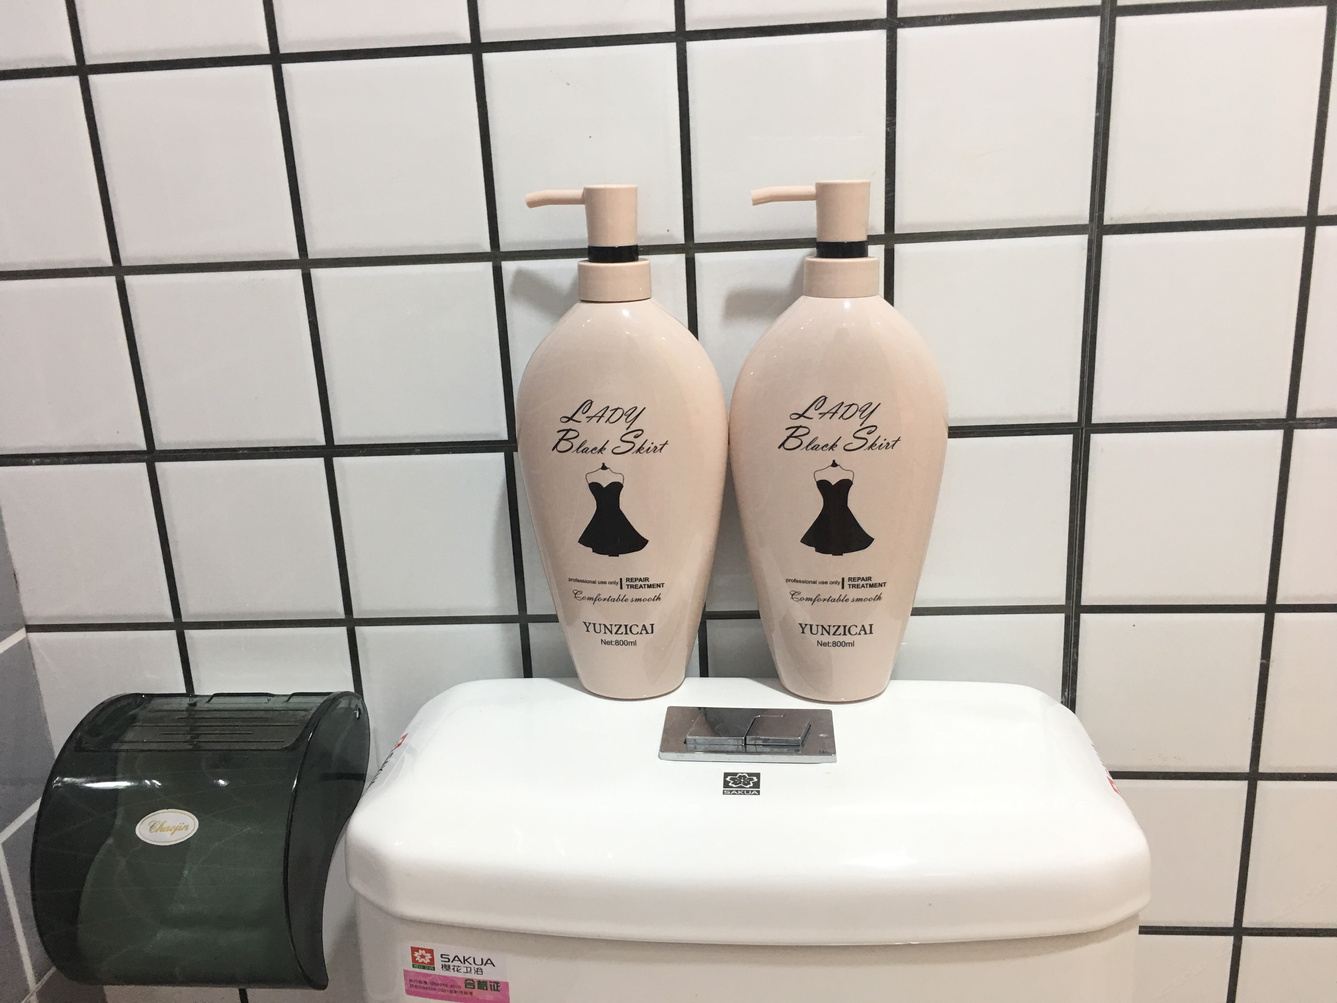 LADY
Black Skirt
professional use only
REPAIR
TREATMENT
Comfortable smooth
YUNZICAI
Net:800ml
LADY
Black Skirt
professional use only
REPAIR
TREATMENT
Comfortable smooth
YUNZICAI
Net:800ml
SAKUA
Chaojin
SAKUA
樱花卫浴
合格证